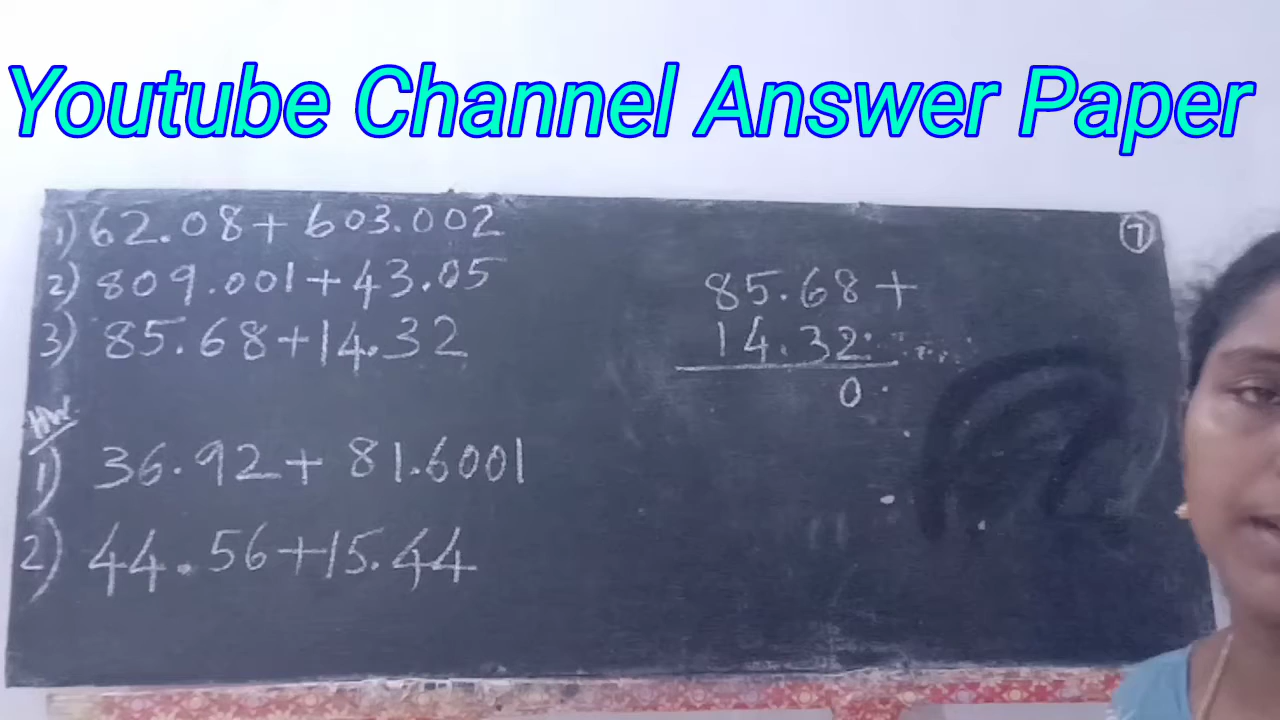 Youtube Channel Answer Paper
1) 62.08+ 603.002
2) 809.001+43.05
3) 85.68+14.32
HW
1) 36.92+ 81.6001
2) 44.56+15.44
7
85.68+
14.32
0